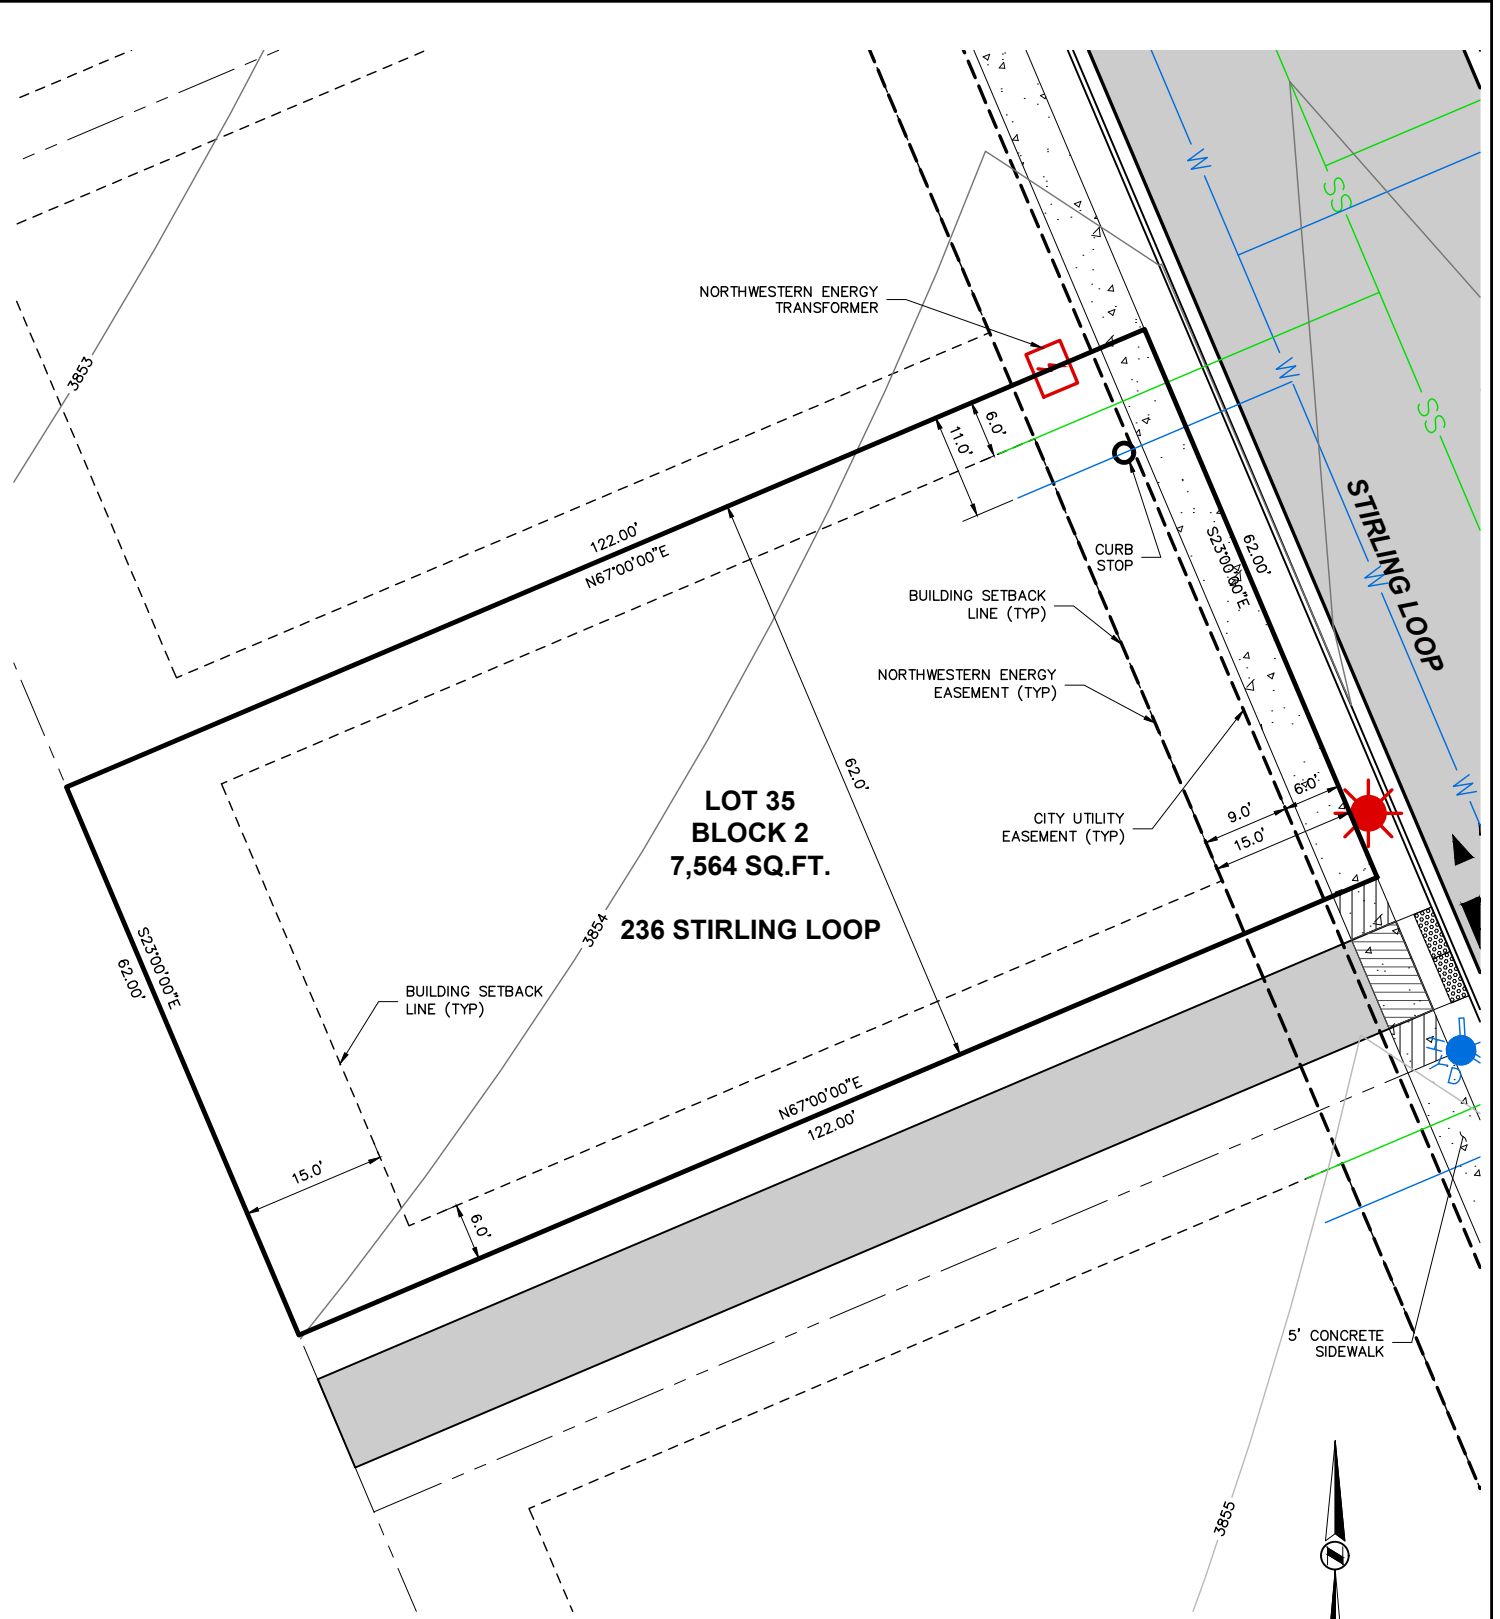 W
SS
NORTHWESTERN ENERGY
TRANSFORMER
3853
W
SS
6.0'
11.0'
122.00'
N67°00'00"E
CURB
STOP
S23°00'00"E
62.00'
STIRLING LOOP
W
BUILDING SETBACK
LINE (TYP)
NORTHWESTERN ENERGY
EASEMENT (TYP)
62.0'
LOT 35
BLOCK 2
7,564 SQ.FT.
236 STIRLING LOOP
CITY UTILITY
EASEMENT (TYP)
9.0'
6.0'
15.0'
W
3854
S23°00'00"E
62.00'
BUILDING SETBACK
LINE (TYP)
HYD
N67°00'00"E
122.00'
15.0'
6.0'
5' CONCRETE
SIDEWALK
3855